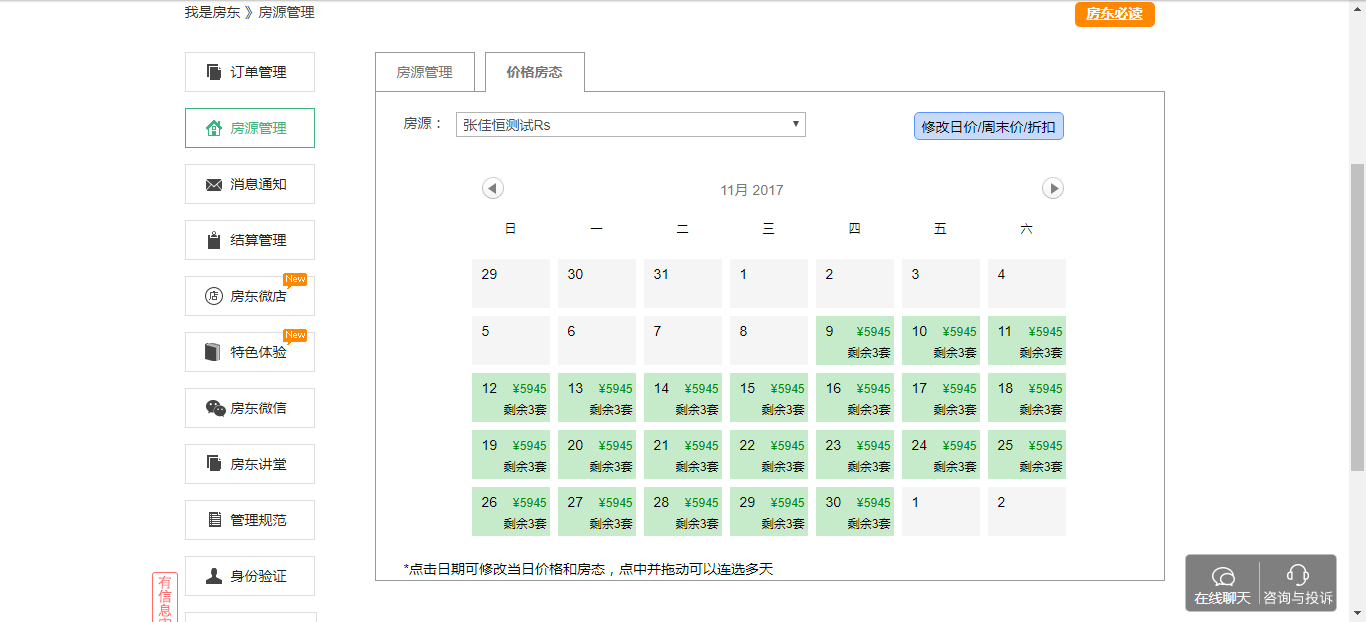 我是房东 》房源管理
房东必读
订单管理
房源管理
消息通知
结算管理
New
房东微店
店
New
特色体验
房东微信
房东讲堂
管理规范
身份验证
有信息
房源管理
价格房态
房源：
张佳恒测试Rs
修改日价/周末价/折扣
11月 2017
日 一 二 三 四 五 六
29 30 31 1 2 3 4
5 6 7 8 9 ¥5945 10 ¥5945 11 ¥5945
剩余3套 剩余3套 剩余3套
12 ¥5945 13 ¥5945 14 ¥5945 15 ¥5945 16 ¥5945 17 ¥5945 18 ¥5945
剩余3套 剩余3套 剩余3套 剩余3套 剩余3套 剩余3套 剩余3套
19 ¥5945 20 ¥5945 21 ¥5945 22 ¥5945 23 ¥5945 24 ¥5945 25 ¥5945
剩余3套 剩余3套 剩余3套 剩余3套 剩余3套 剩余3套 剩余3套
26 ¥5945 27 ¥5945 28 ¥5945 29 ¥5945 30 ¥5945 1 2
剩余3套 剩余3套 剩余3套 剩余3套 剩余3套
*点击日期可修改当日价格和房态，点中并拖动可以连选多天
在线聊天
咨询与投诉